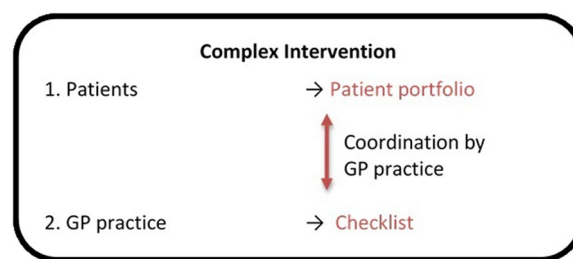 Complex Intervention
1. Patients → Patient portfolio
Coordination by
GP practice
2. GP practice → Checklist